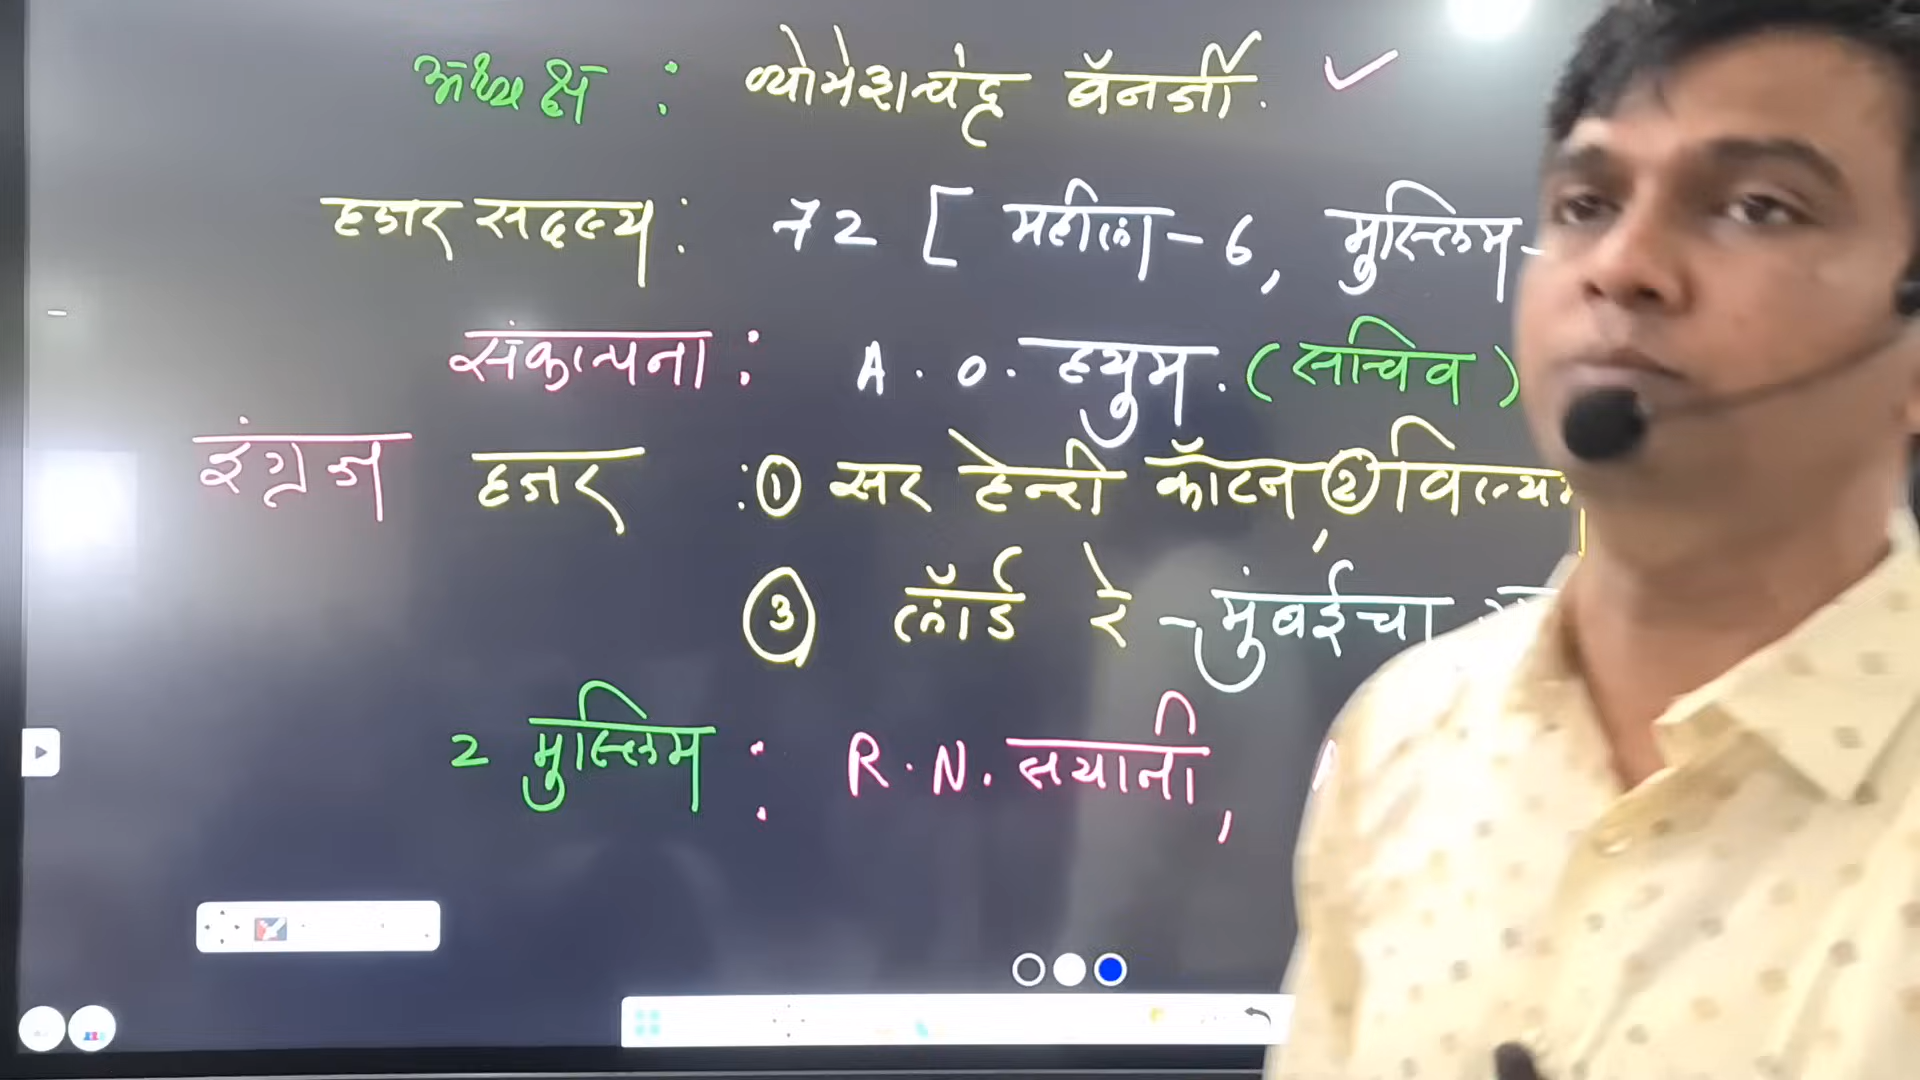 अध्यक्ष : व्योमेशचंद्र बॅनर्जी.
हजर सदस्य : 72 [ महीला - 6, मुस्लिम -
संकल्पना : A. O. ह्युम. (सचिव)
इंग्रज हजर : ① सर हेन्री कॉटन, ② विल्यम
③ लॉर्ड रे - मुंबईचा
2 मुस्लिम : R. N. सयानी,